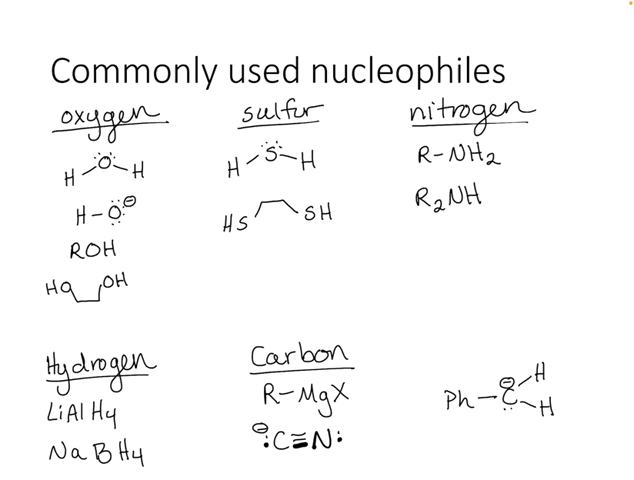 Commonly used nucleophiles
oxygen
H-O-H
H-O⊖
ROH
HO OH
sulfur
H-S-H
HS SH
nitrogen
R-NH₂
R₂NH
Hydrogen
LiAlH₄
NaBH₄
Carbon
R-MgX
⊖:C≡N:
Ph-C⊖ H
H